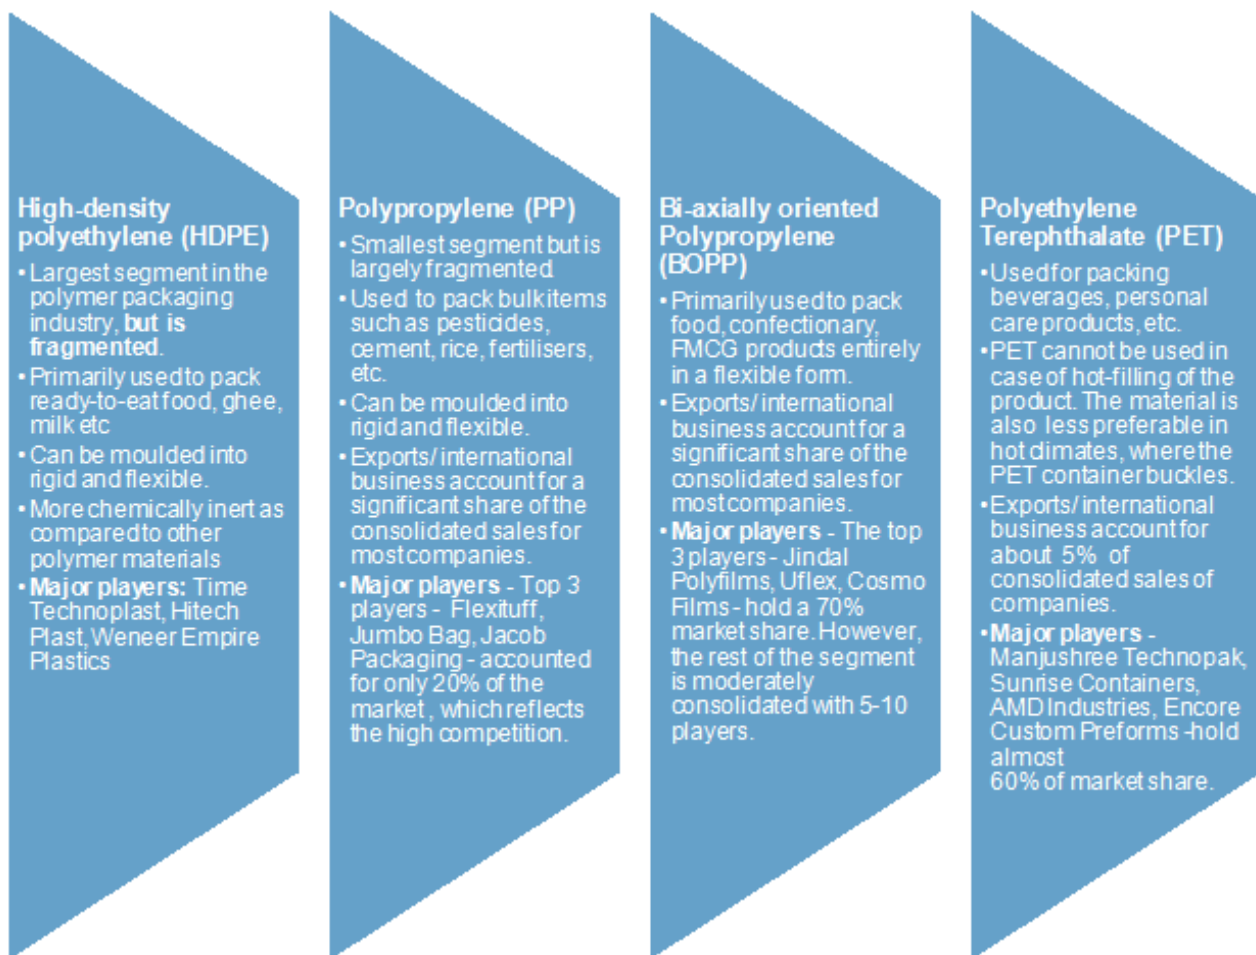 High-density
polyethylene (HDPE)
• Largest segment in the
polymer packaging
industry, but is
fragmented.
• Primarily used to pack
ready-to-eat food, ghee,
milk etc
• Can be moulded into
rigid and flexible.
• More chemically inert as
compared to other
polymer materials
• Major players: Time
Technoplast, Hitech
Plast, Weneer Empire
Plastics
Polypropylene (PP)
• Smallest segment but is
largely fragmented.
• Used to pack bulk items
such as pesticides,
cement, rice, fertilisers,
etc.
• Can be moulded into
rigid and flexible.
• Exports/ international
business account for a
significant share of the
consolidated sales for
most companies.
• Major players - Top 3
players - Flexituff,
Jumbo Bag, Jacob
Packaging - accounted
for only 20% of the
market , which reflects
the high competition.
Bi-axially oriented
Polypropylene
(BOPP)
• Primarily used to pack
food, confectionary,
FMCG products entirely
in a flexible form.
• Exports/ international
business account for a
significant share of the
consolidated sales for
most companies.
• Major players - The top
3 players - Jindal
Polyfilms, Uflex, Cosmo
Films - hold a 70%
market share. However,
the rest of the segment
is moderately
consolidated with 5-10
players.
Polyethylene
Terephthalate (PET)
• Used for packing
beverages, personal
care products, etc.
• PET cannot be used in
case of hot-filling of the
product. The material is
also less preferable in
hot climates, where the
PET container buckles.
• Exports/ international
business account for
about 5% of
consolidated sales of
companies.
• Major players -
Manjushree Technopak,
Sunrise Containers,
AMD Industries, Encore
Custom Preforms -hold
almost
60% of market share.